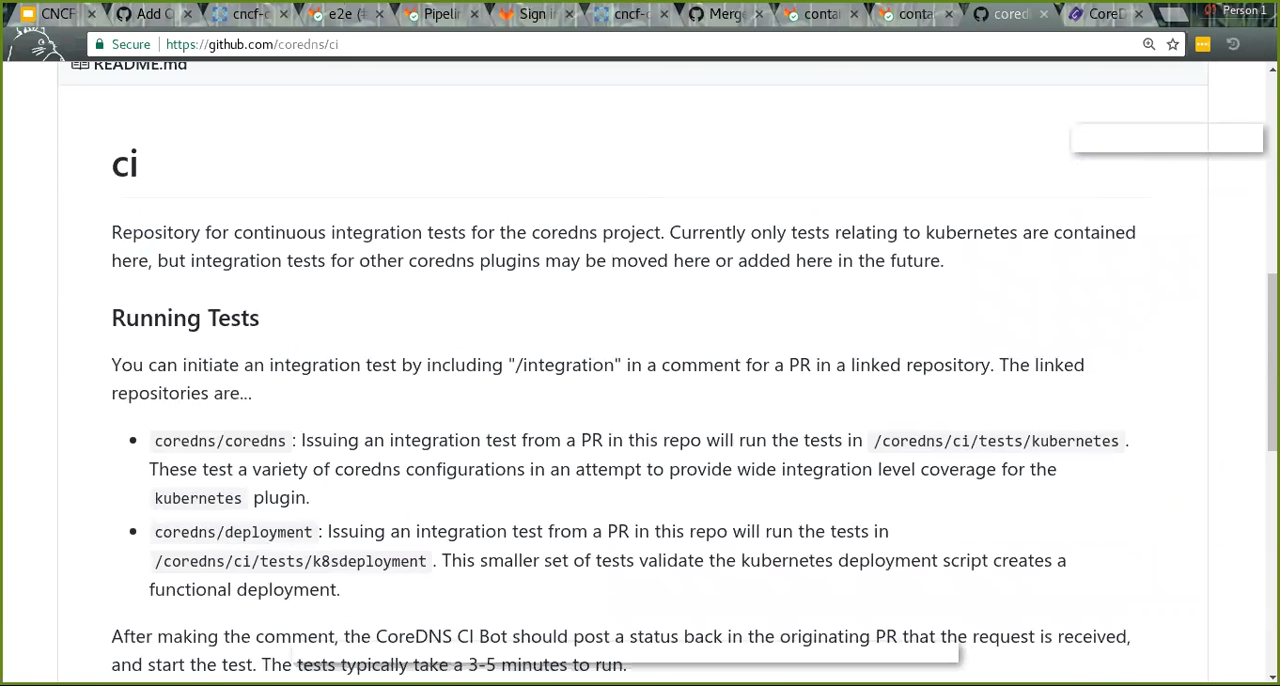 CNCF
Add C
cncf-c
e2e (#
Pipelin
Sign i
cncf-c
Merge
contai
conta
cored
CoreD
Person 1
Secure https://github.com/coredns/ci
README.md
ci
Repository for continuous integration tests for the coredns project. Currently only tests relating to kubernetes are contained
here, but integration tests for other coredns plugins may be moved here or added here in the future.
Running Tests
You can initiate an integration test by including "/integration" in a comment for a PR in a linked repository. The linked
repositories are...
coredns/coredns : Issuing an integration test from a PR in this repo will run the tests in /coredns/ci/tests/kubernetes .
These test a variety of coredns configurations in an attempt to provide wide integration level coverage for the
kubernetes plugin.
coredns/deployment : Issuing an integration test from a PR in this repo will run the tests in
/coredns/ci/tests/k8sdeployment . This smaller set of tests validate the kubernetes deployment script creates a
functional deployment.
After making the comment, the CoreDNS CI Bot should post a status back in the originating PR that the request is received,
and start the test. The tests typically take a 3-5 minutes to run.